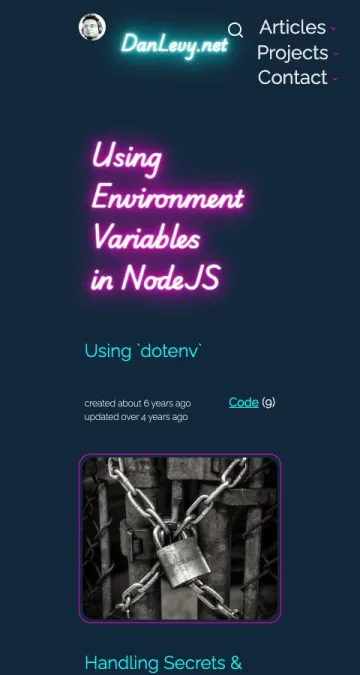 DanLevy.net
Articles
Projects
Contact
Using
Environment
Variables
in NodeJS
Using `dotenv`
created about 6 years ago
updated over 4 years ago
Code (9)
Handling Secrets &